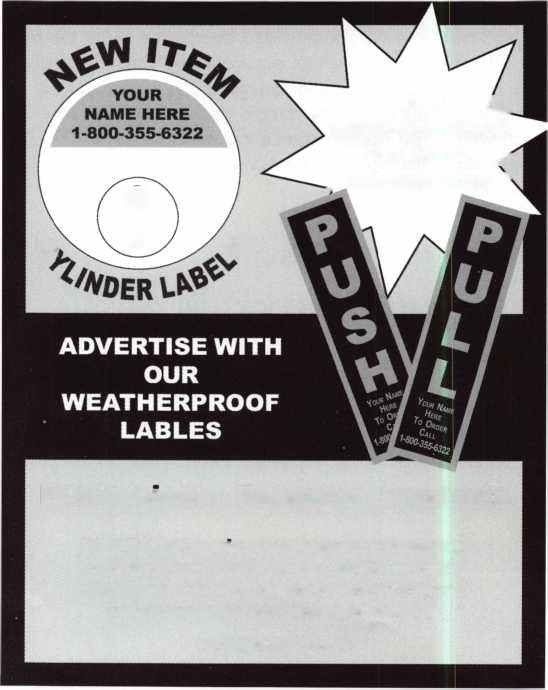 NEW ITEM
YOUR
NAME HERE
1-800-355-6322
YLINDER LABEL
PUSH
YOUR NAME
HERE
TO OR
C
1-800
PULL
YOUR NAME
HERE
TO ORDER
CALL
1-800-355-6322
ADVERTISE WITH
OUR
WEATHERPROOF
LABLES